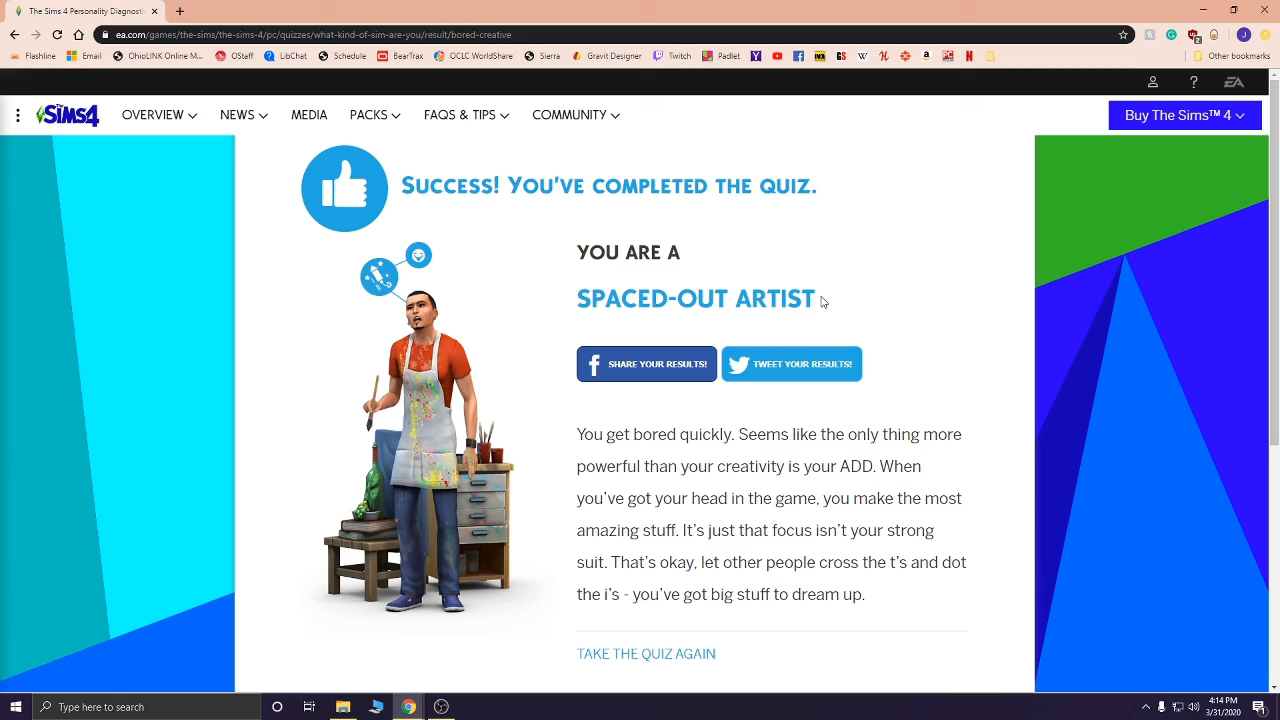 The Sims 4 Personality Diagnostic
ea.com/games/the-sims/the-sims-4/pc/quizzes/what-kind-of-sim-are-you/result/bored-creative
Flashline Email OhioLINK Online M... OStaff LibChat Schedule BearTrax OCLC WorldShare Sierra Gravit Designer Twitch Padlet Other bookmarks
EA
The Sims 4 OVERVIEW NEWS MEDIA PACKS FAQS & TIPS COMMUNITY Buy The Sims™ 4
SUCCESS! YOU'VE COMPLETED THE QUIZ.
YOU ARE A
SPACED-OUT ARTIST
SHARE YOUR RESULTS! TWEET YOUR RESULTS!
You get bored quickly. Seems like the only thing more
powerful than your creativity is your ADD. When
you've got your head in the game, you make the most
amazing stuff. It's just that focus isn't your strong
suit. That's okay, let other people cross the t's and dot
the i's - you've got big stuff to dream up.
TAKE THE QUIZ AGAIN
Type here to search
4:14 PM
3/31/2020